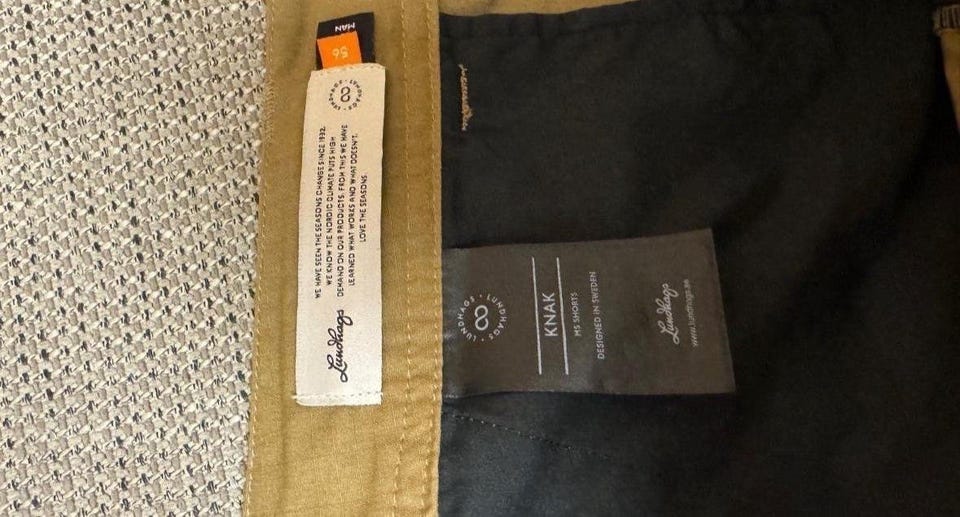 MAN
56
LUNDHAGS · LUNDHAGS ·
WE HAVE SEEN THE SEASONS CHANGE SINCE 1932.
WE KNOW THE NORDIC CLIMATE PUTS HIGH
DEMAND ON OUR PRODUCTS. FROM THIS WE HAVE
LEARNED WHAT WORKS AND WHAT DOESN'T.
LOVE THE SEASONS.
Lundhags
LUNDHAGS · LUNDHAGS ·
KNAK
MS SHORTS
DESIGNED IN SWEDEN
Lundhags
www.lundhags.se